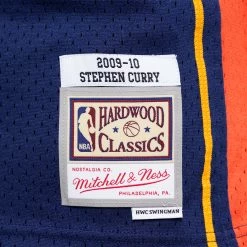 2009-10
STEPHEN CURRY
HARDWOOD
NBA
CLASSICS
NOSTALGIA CO.
Mitchell & Ness
PHILADELPHIA, PA.
HWC SWINGMAN